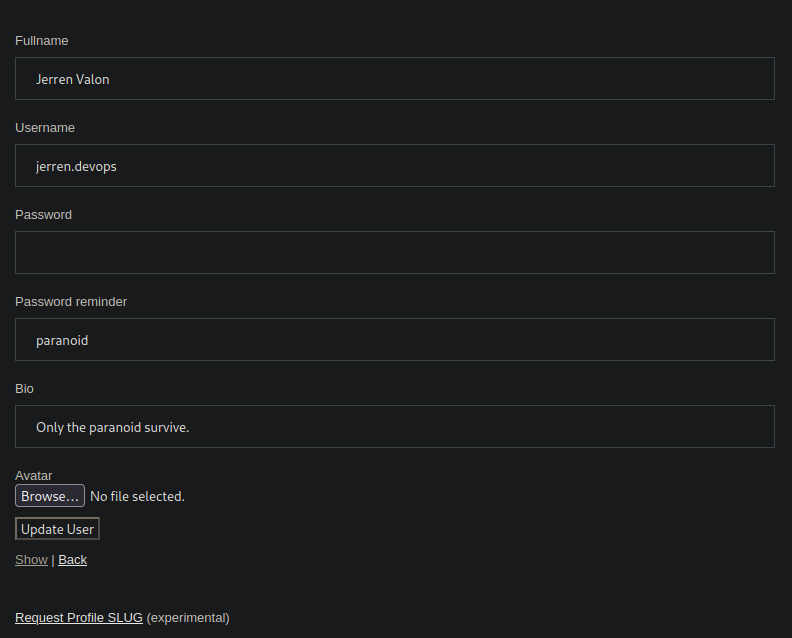 Fullname
Jerren Valon
Username
jerren.devops
Password
Password reminder
paranoid
Bio
Only the paranoid survive.
Avatar
Browse... No file selected.
Update User
Show | Back
Request Profile SLUG (experimental)